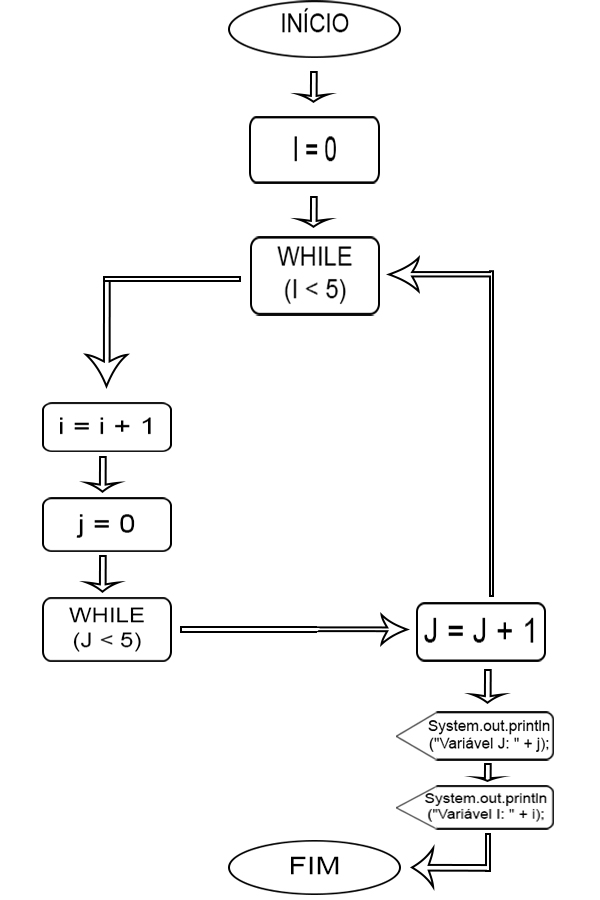 INÍCIO
I = 0
WHILE
(I < 5)
i = i + 1
j = 0
WHILE
(J < 5)
J = J + 1
System.out.println
("Variável J: " + j);
System.out.println
("Variável I: " + i);
FIM